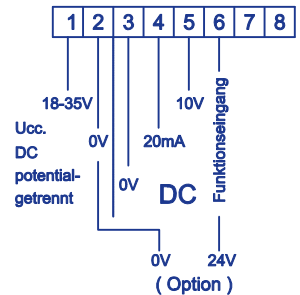 1 2 3 4 5 6 7 8
18-35V
10V
Ucc.
DC
potential-
getrennt
0V
20mA
0V
DC
Funktionseingang
0V
24V
( Option )